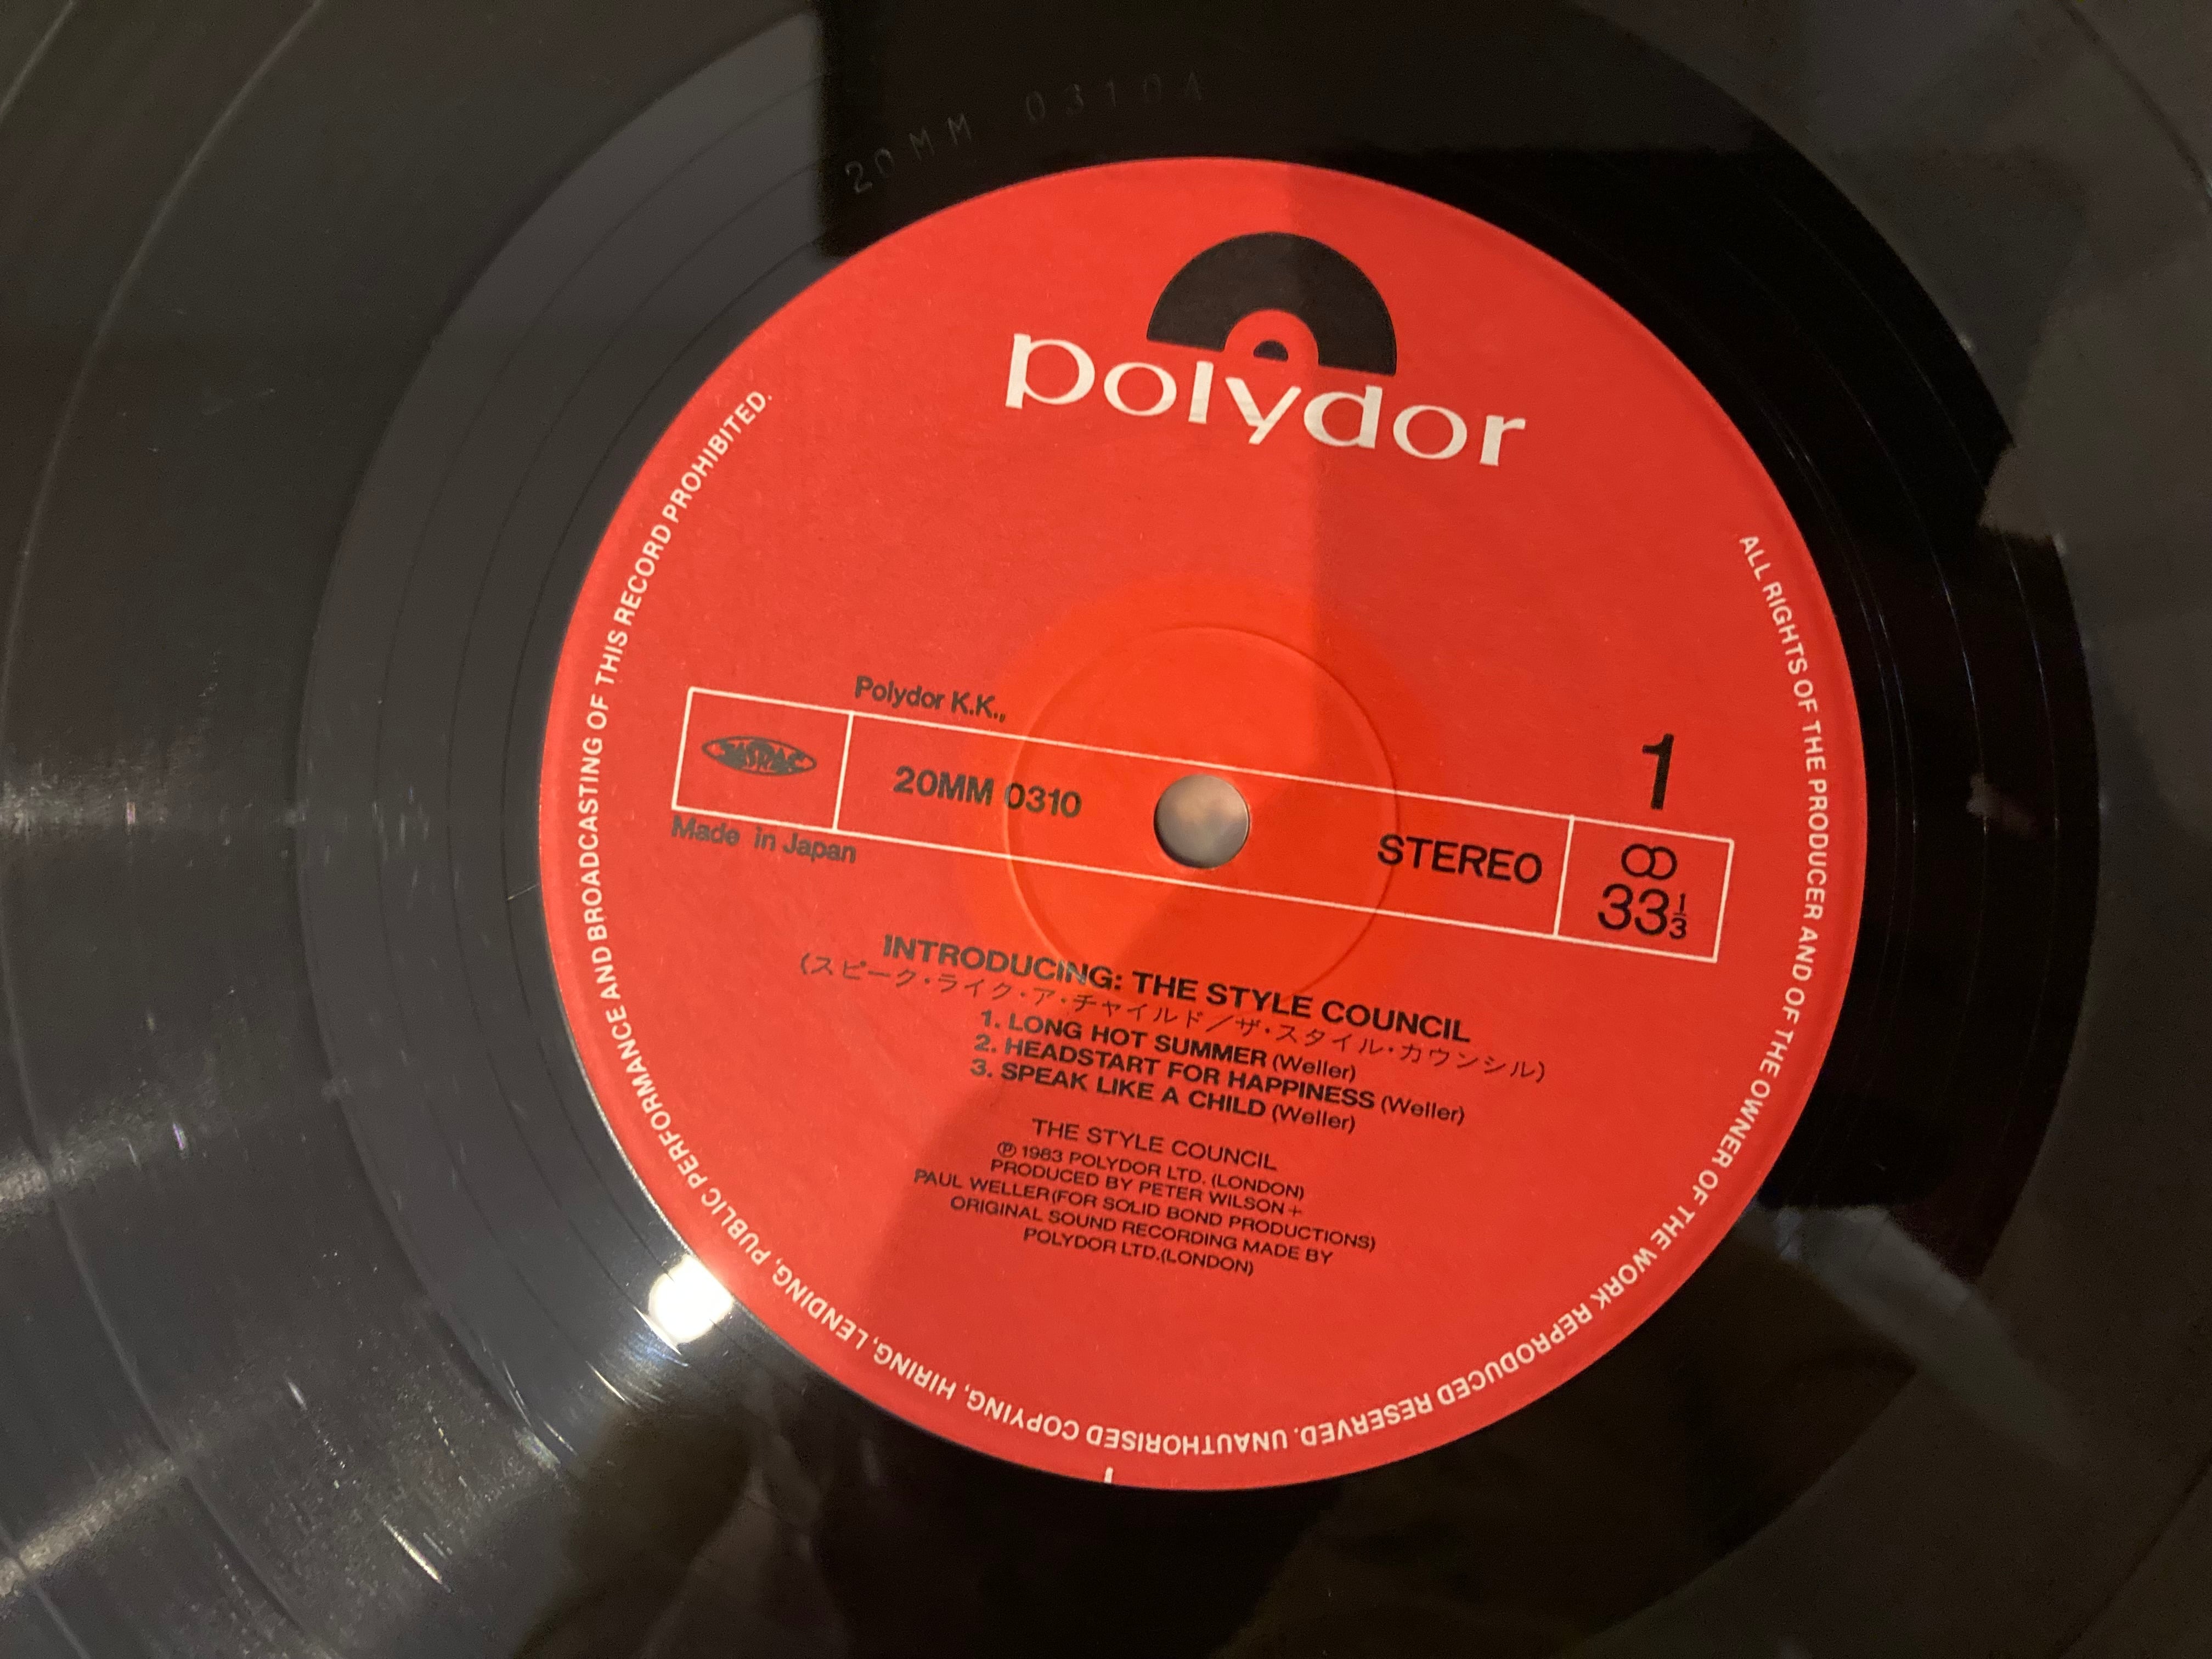 20MM 0310A
polydor
Polydor K.K.,
1
JASRAC
20MM 0310
STEREO
33 1/3
Made in Japan
INTRODUCING: THE STYLE COUNCIL
(スピーク・ライク・ア・チャイルド／ザ・スタイル・カウンシル)
1. LONG HOT SUMMER (Weller)
2. HEADSTART FOR HAPPINESS (Weller)
3. SPEAK LIKE A CHILD (Weller)
THE STYLE COUNCIL
Ⓟ 1983 POLYDOR LTD. (LONDON)
PRODUCED BY PETER WILSON +
PAUL WELLER(FOR SOLID BOND PRODUCTIONS)
ORIGINAL SOUND RECORDING MADE BY
POLYDOR LTD.(LONDON)
ALL RIGHTS OF THE PRODUCER AND OF THE OWNER OF THE WORK REPRODUCED RESERVED. UNAUTHORISED COPYING, HIRING, LENDING, PUBLIC PERFORMANCE AND BROADCASTING OF THIS RECORD PROHIBITED.